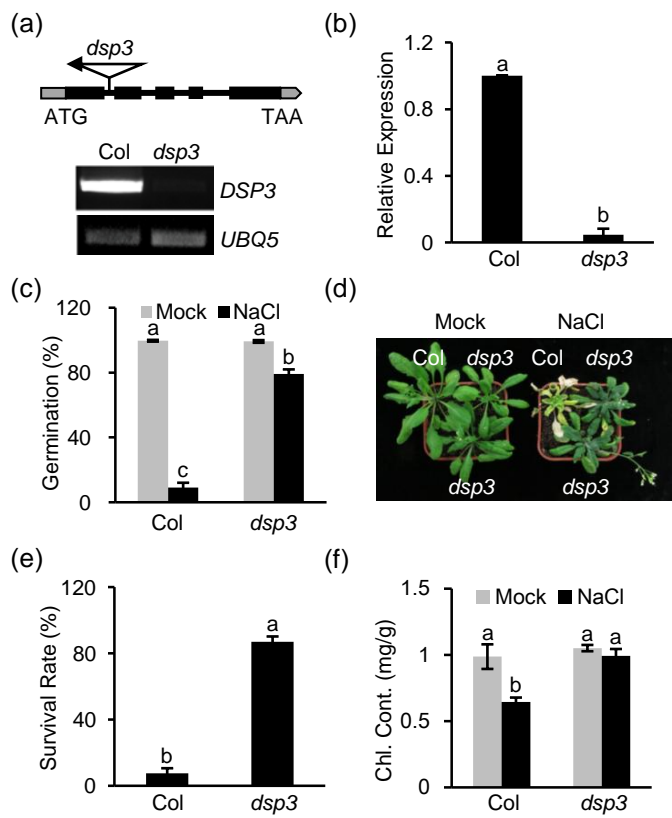 (a)
dsp3
ATG TAA
Col dsp3
DSP3
UBQ5
(b)
Relative Expression
1.2
0.8
0.4
0
a
b
Col dsp3
(c)
Germination (%)
120
80
40
0
Mock NaCl
a a
b
c
Col dsp3
(d)
Mock NaCl
Col dsp3 Col dsp3
dsp3 dsp3
(e)
Survival Rate (%)
120
80
40
0
a
b
Col dsp3
(f)
Chl. Cont. (mg/g)
1.5
1
0.5
0
Mock NaCl
a a a
b
Col dsp3